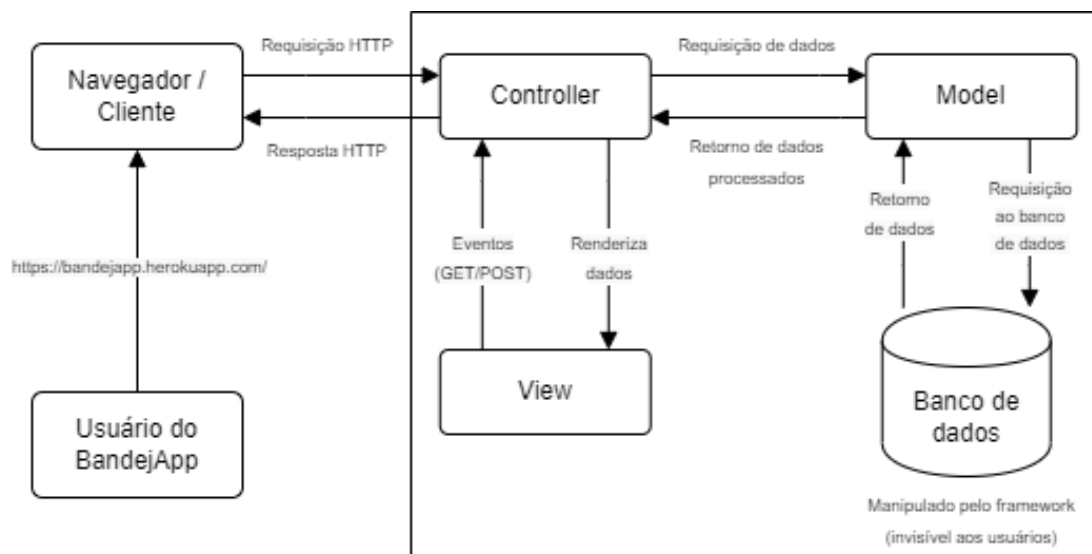 Requisição HTTP
Requisição de dados
Navegador /
Cliente
Controller
Model
Resposta HTTP
Retorno de dados
processados
Retorno
de dados
Requisição
ao banco
de dados
Eventos
(GET/POST)
Renderiza
dados
https://bandejapp.herokuapp.com/
View
Usuário do
BandejApp
Banco de
dados
Manipulado pelo framework
(invisível aos usuários)